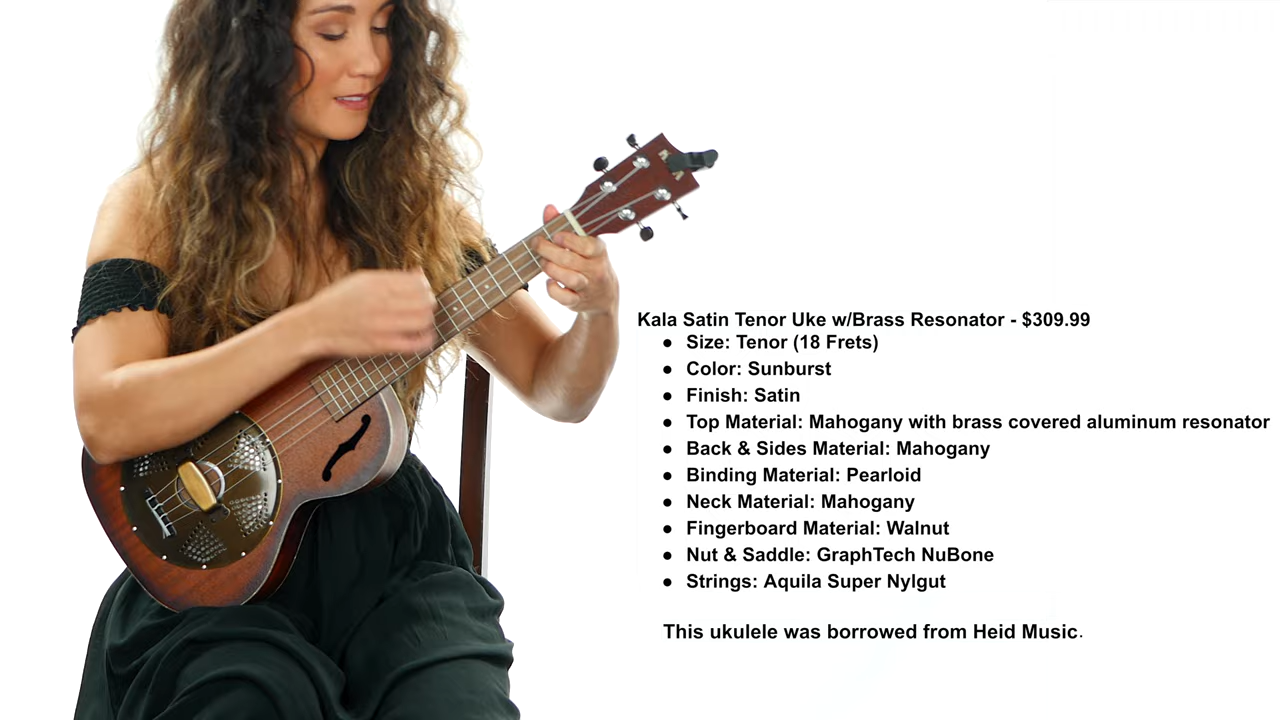 Kala Satin Tenor Uke w/Brass Resonator - $309.99
● Size: Tenor (18 Frets)
● Color: Sunburst
● Finish: Satin
● Top Material: Mahogany with brass covered aluminum resonator
● Back & Sides Material: Mahogany
● Binding Material: Pearloid
● Neck Material: Mahogany
● Fingerboard Material: Walnut
● Nut & Saddle: GraphTech NuBone
● Strings: Aquila Super Nylgut
This ukulele was borrowed from Heid Music.